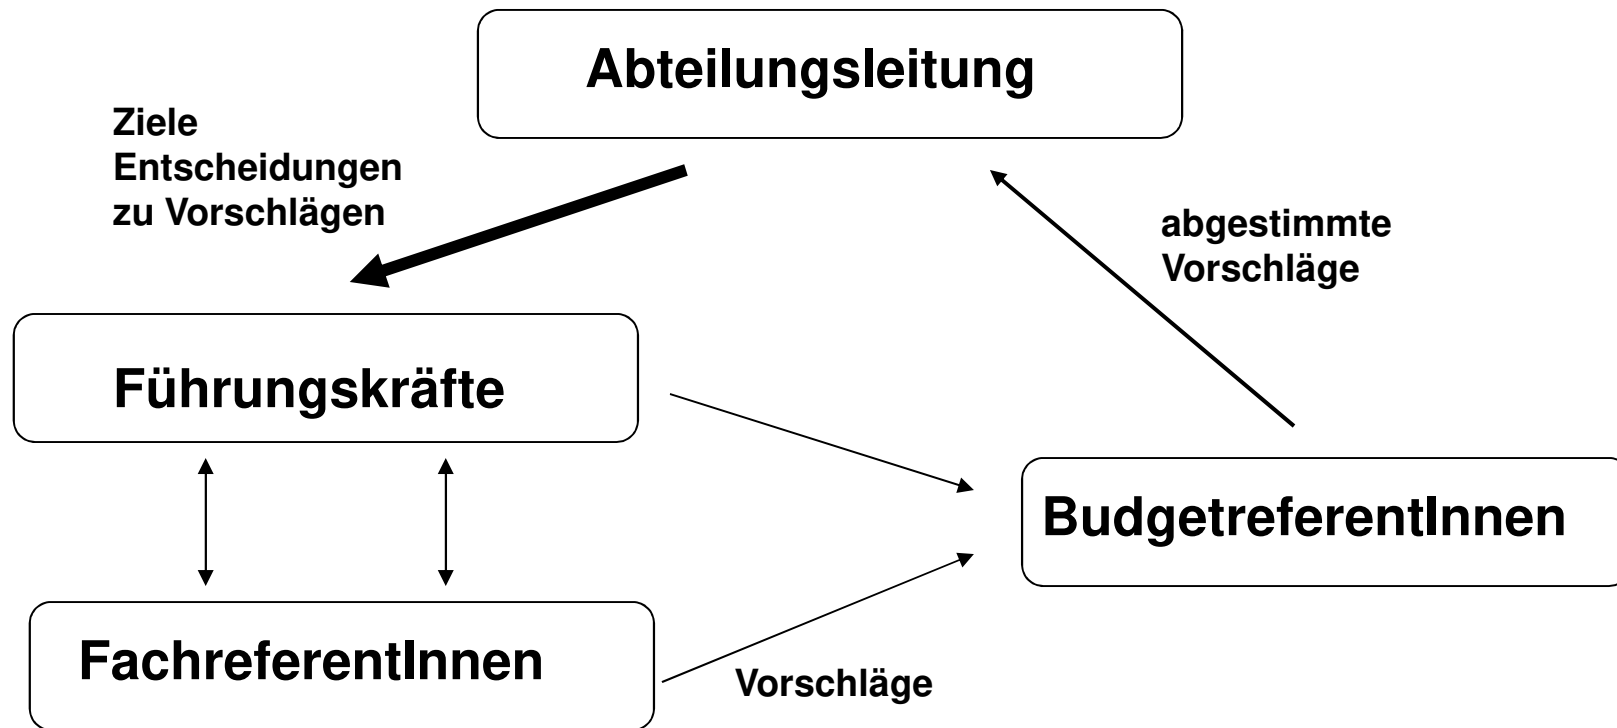 Abteilungsleitung
Ziele
Entscheidungen
zu Vorschlägen
abgestimmte
Vorschläge
Führungskräfte
BudgetreferentInnen
FachreferentInnen
Vorschläge